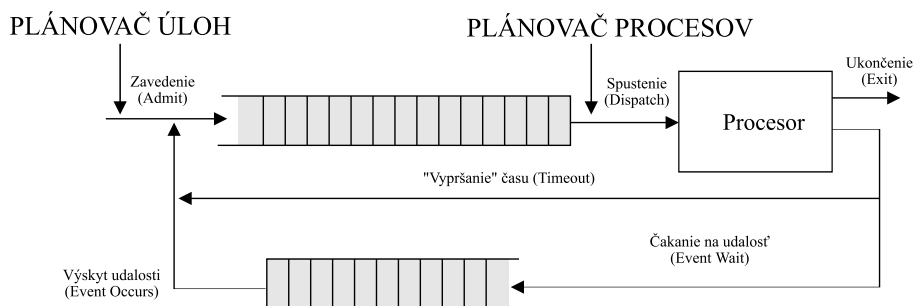 PLÁNOVAČ ÚLOH
PLÁNOVAČ PROCESOV
Zavedenie
(Admit)
Spustenie
(Dispatch)
Ukončenie
(Exit)
Procesor
"Vypršanie" času (Timeout)
Čakanie na udalosť
(Event Wait)
Výskyt udalosti
(Event Occurs)